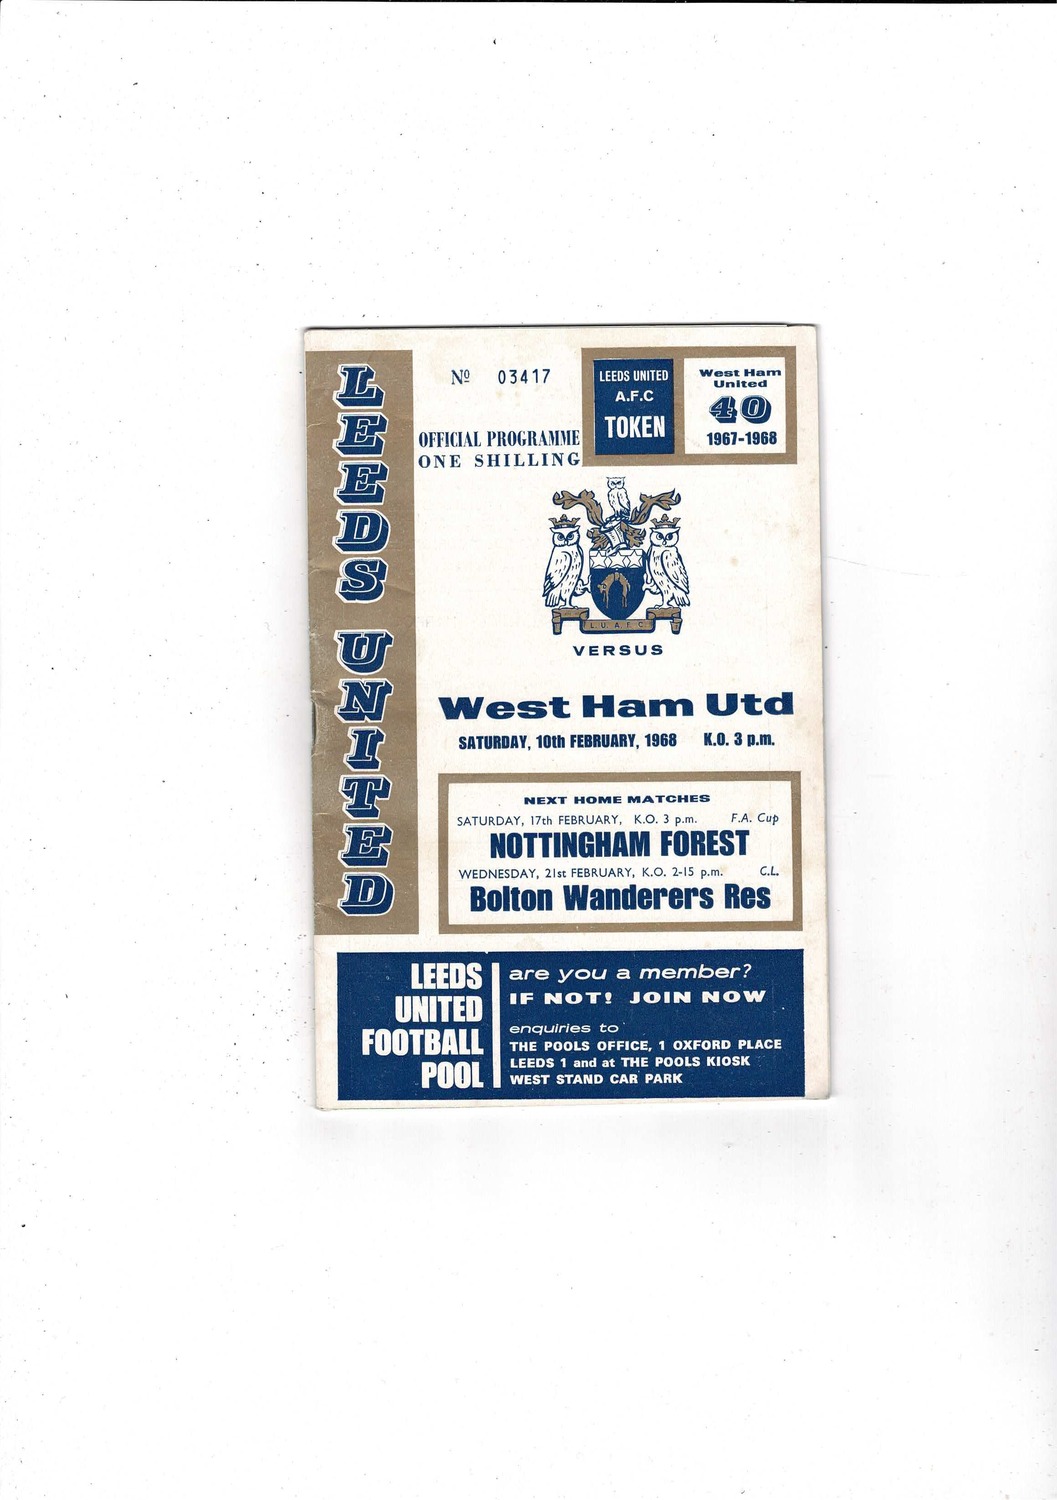 LEEDS UNITED
Nº 03417
OFFICIAL PROGRAMME
ONE SHILLING
LEEDS UNITED
A.F.C
TOKEN
West Ham
United
40
1967-1968
L.U.A.F.C
VERSUS
West Ham Utd
SATURDAY, 10th FEBRUARY, 1968 K.O. 3 p.m.
NEXT HOME MATCHES
SATURDAY, 17th FEBRUARY, K.O. 3 p.m. F.A. Cup
NOTTINGHAM FOREST
WEDNESDAY, 21st FEBRUARY, K.O. 2-15 p.m. C.L.
Bolton Wanderers Res
LEEDS
UNITED
FOOTBALL
POOL
are you a member?
IF NOT! JOIN NOW
enquiries to
THE POOLS OFFICE, 1 OXFORD PLACE
LEEDS 1 and at THE POOLS KIOSK
WEST STAND CAR PARK